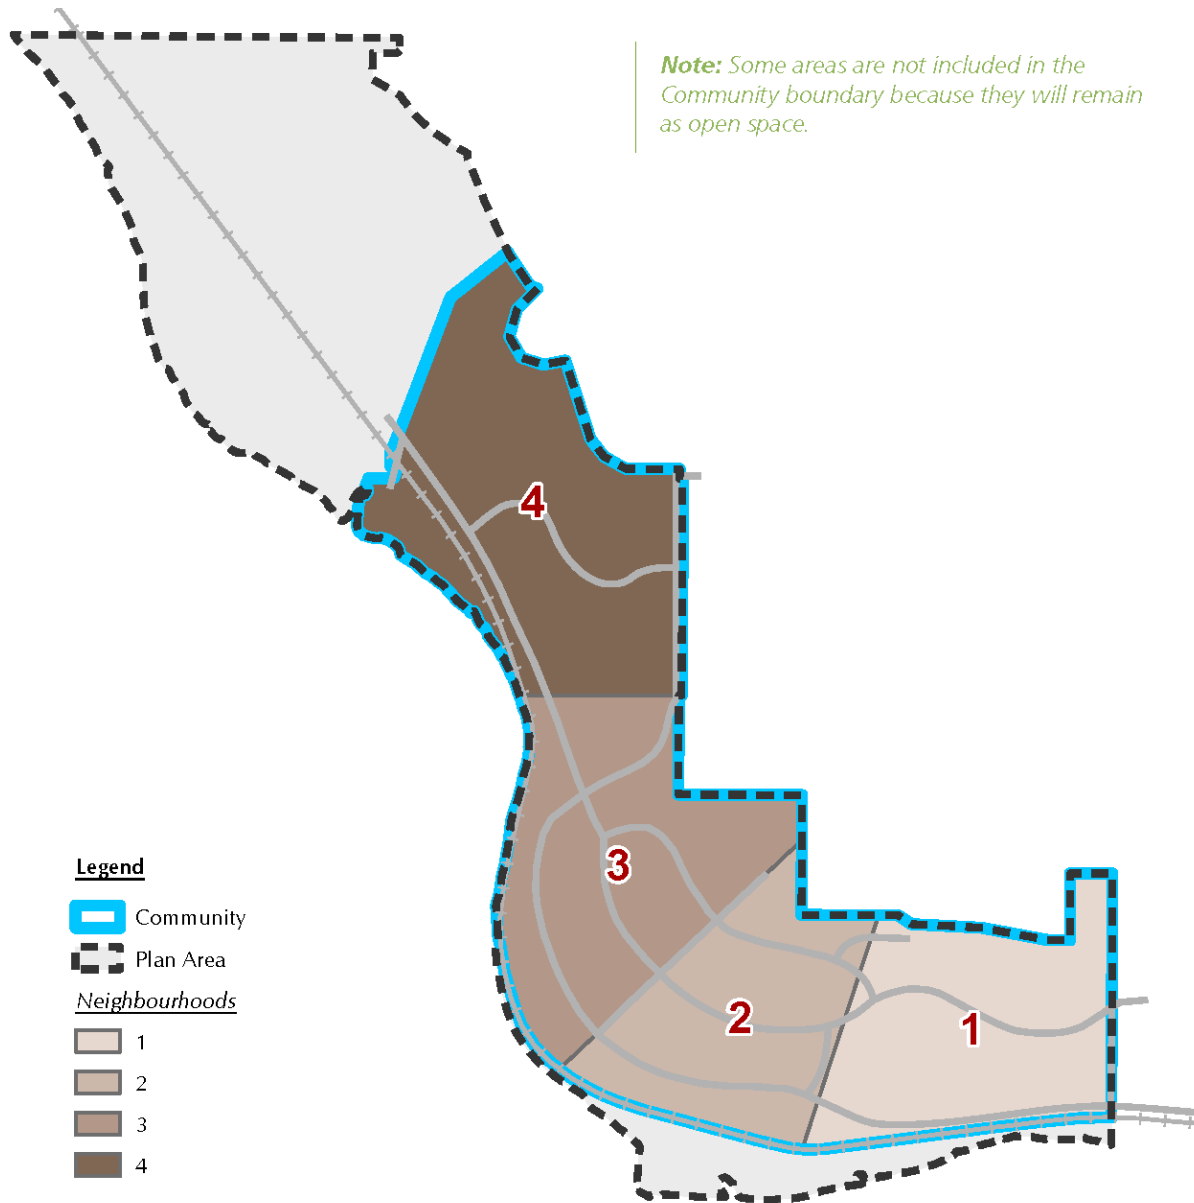 Note: Some areas are not included in the
Community boundary because they will remain
as open space.
4
3
2
1
Legend
Community
Plan Area
Neighbourhoods
1
2
3
4